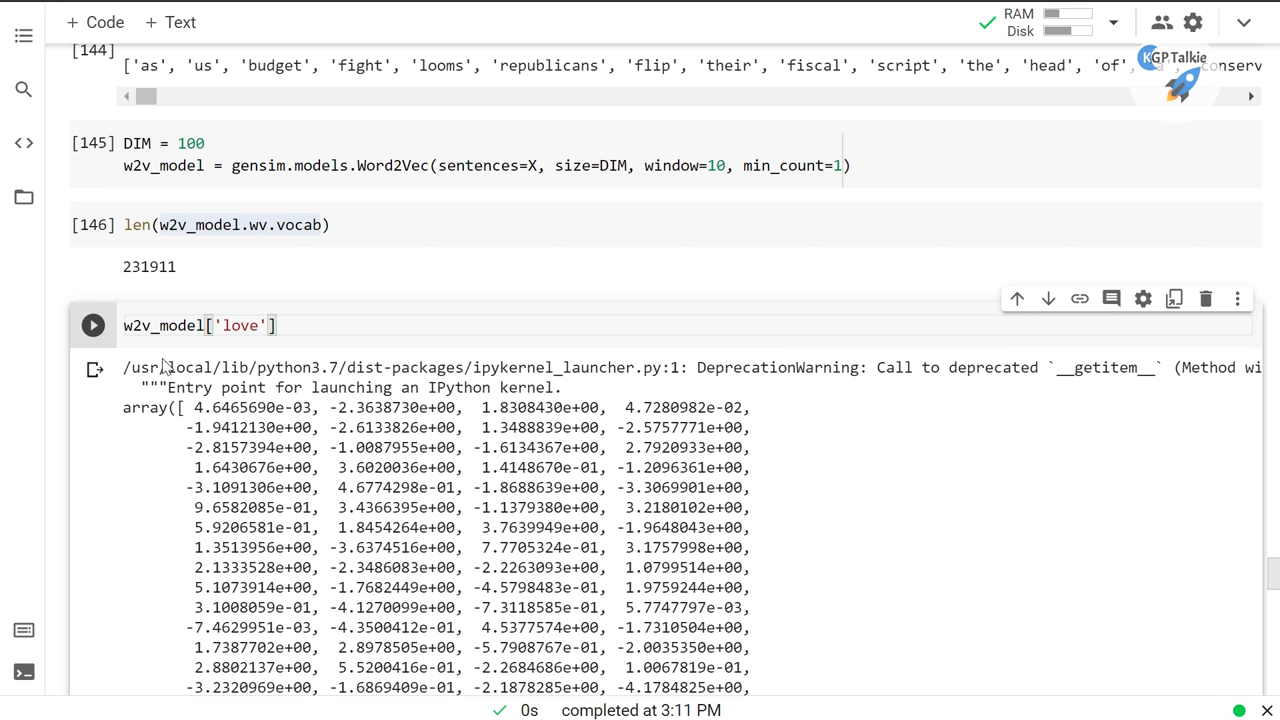 + Code + Text
RAM
Disk
KGPTalkie
[144]
['as', 'us', 'budget', 'fight', 'looms', 'republicans', 'flip', 'their', 'fiscal', 'script', 'the', 'head', 'of', 'a', 'conserv
[145] DIM = 100
w2v_model = gensim.models.Word2Vec(sentences=X, size=DIM, window=10, min_count=1)
[146] len(w2v_model.wv.vocab)
231911
w2v_model['love']
/usr/local/lib/python3.7/dist-packages/ipykernel_launcher.py:1: DeprecationWarning: Call to deprecated `__getitem__` (Method wi
"""Entry point for launching an IPython kernel.
array([ 4.6465690e-03, -2.3638730e+00, 1.8308430e+00, 4.7280982e-02,
-1.9412130e+00, -2.6133826e+00, 1.3488839e+00, -2.5757771e+00,
-2.8157394e+00, -1.0087955e+00, -1.6134367e+00, 2.7920933e+00,
1.6430676e+00, 3.6020036e+00, 1.4148670e-01, -1.2096361e+00,
-3.1091306e+00, 4.6774298e-01, -1.8688639e+00, -3.3069901e+00,
9.6582085e-01, 3.4366395e+00, -1.1379380e+00, 3.2180102e+00,
5.9206581e-01, 1.8454264e+00, 3.7639949e+00, -1.9648043e+00,
1.3513956e+00, -3.6374516e+00, 7.7705324e-01, 3.1757998e+00,
2.1333528e+00, -2.3486083e+00, -2.2263093e+00, 1.0799514e+00,
5.1073914e+00, -1.7682449e+00, -4.5798483e-01, 1.9759244e+00,
3.1008059e-01, -4.1270099e+00, -7.3118585e-01, 5.7747797e-03,
-7.4629951e-03, -4.3500412e-01, 4.5377574e+00, -1.7310504e+00,
1.7387702e+00, 2.8978505e+00, -5.7908767e-01, -2.0035350e+00,
2.8802137e+00, 5.5200416e-01, -2.2684686e+00, 1.0067819e-01,
-3.2320969e+00, -1.6869409e-01, -2.1878285e+00, -4.1784825e+00,
0s completed at 3:11 PM